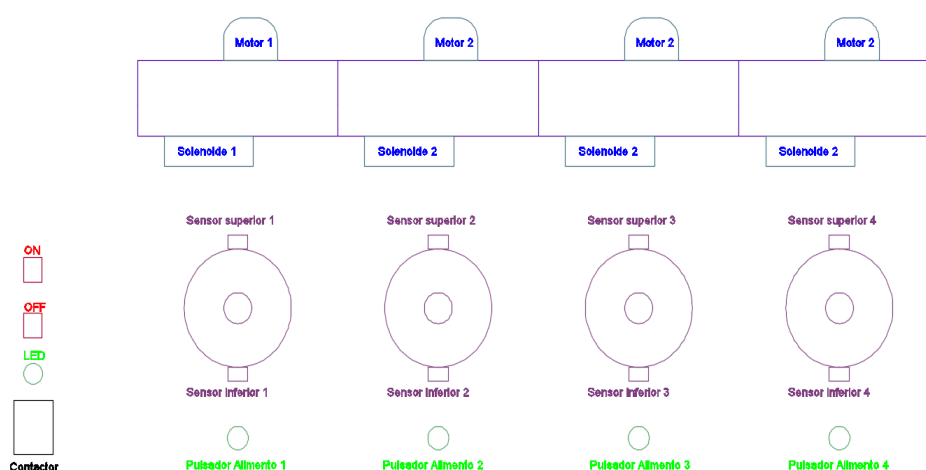 Motor 1
Motor 2
Motor 2
Motor 2
Solenoide 1
Solenoide 2
Solenoide 2
Solenoide 2
Sensor superior 1
Sensor superior 2
Sensor superior 3
Sensor superior 4
ON
OFF
LED
Sensor Inferior 1
Sensor Inferior 2
Sensor Inferior 3
Sensor Inferior 4
Contactor
Pulsador Alimento 1
Pulsador Alimento 2
Pulsador Alimento 3
Pulsador Alimento 4